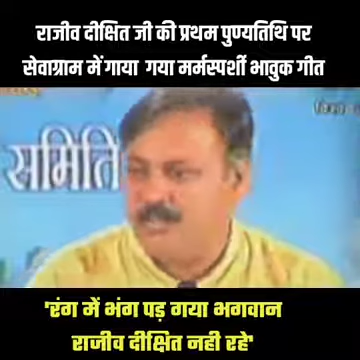 राजीव दीक्षित जी की प्रथम पुण्यतिथि पर
सेवाग्राम में गाया गया मर्मस्पर्शी भावुक गीत
समिति
'रंग में भंग पड़ गया भगवान
राजीव दीक्षित नही रहे'